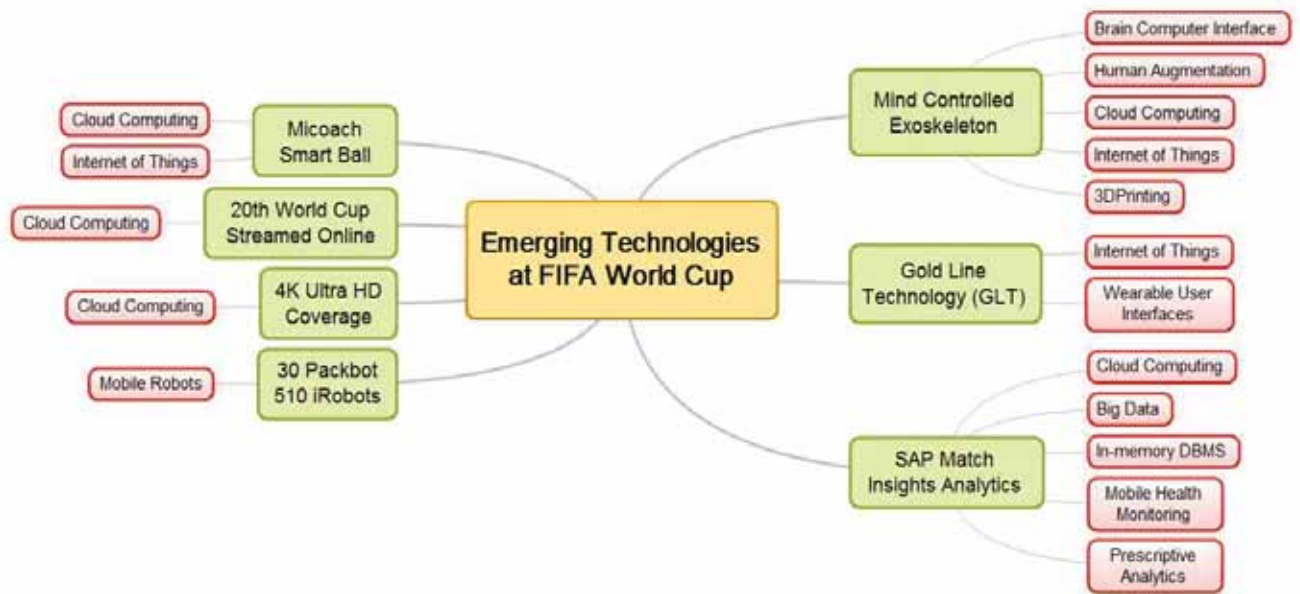 Emerging Technologies
at FIFA World Cup
Micoach
Smart Ball
Cloud Computing
Internet of Things
20th World Cup
Streamed Online
Cloud Computing
4K Ultra HD
Coverage
Cloud Computing
30 Packbot
510 iRobots
Mobile Robots
Mind Controlled
Exoskeleton
Brain Computer Interface
Human Augmentation
Cloud Computing
Internet of Things
3DPrinting
Gold Line
Technology (GLT)
Internet of Things
Wearable User
Interfaces
SAP Match
Insights Analytics
Cloud Computing
Big Data
In-memory DBMS
Mobile Health
Monitoring
Prescriptive
Analytics